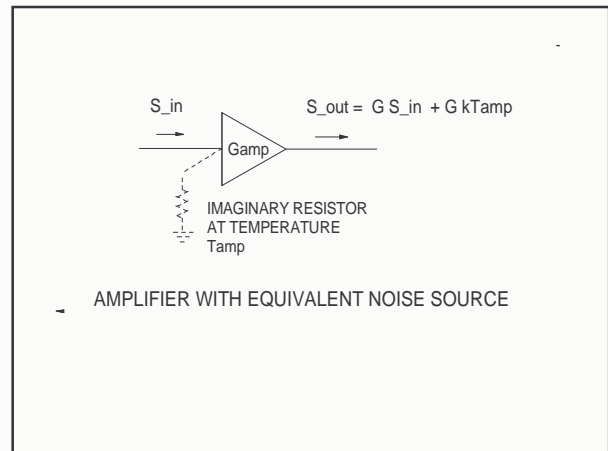 S_in
S_out = G S_in + G kTamp
Gamp
IMAGINARY RESISTOR
AT TEMPERATURE
Tamp
AMPLIFIER WITH EQUIVALENT NOISE SOURCE